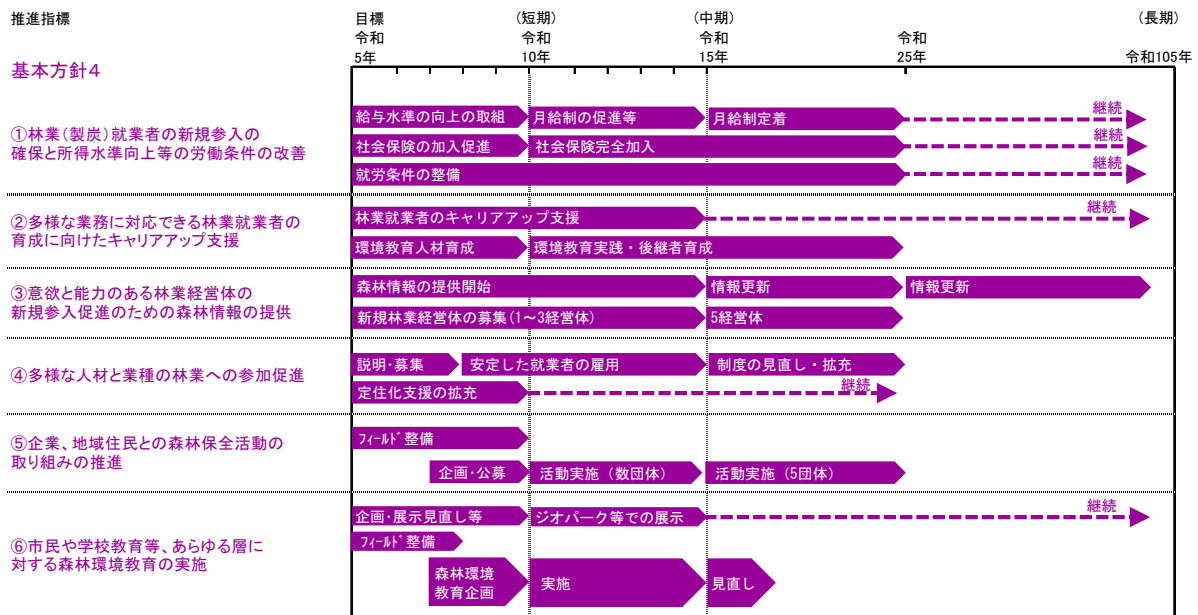 推進指標
目標
(短期)
(中期)
(長期)
令和
5年
令和
10年
令和
15年
令和
25年
令和105年
基本方針4
①林業(製炭)就業者の新規参入の
確保と所得水準向上等の労働条件の改善
給与水準の向上の取組
月給制の促進等
月給制定着
継続
社会保険の加入促進
社会保険完全加入
継続
就労条件の整備
継続
②多様な業務に対応できる林業就業者の
育成に向けたキャリアアップ支援
林業就業者のキャリアアップ支援
継続
環境教育人材育成
環境教育実践・後継者育成
③意欲と能力のある林業経営体の
新規参入促進のための森林情報の提供
森林情報の提供開始
情報更新
情報更新
新規林業経営体の募集(1~3経営体)
5経営体
④多様な人材と業種の林業への参加促進
説明・募集
安定した就業者の雇用
制度の見直し・拡充
定住化支援の拡充
継続
⑤企業、地域住民との森林保全活動の
取り組みの推進
フィールド整備
企画・公募
活動実施(数団体)
活動実施(5団体)
⑥市民や学校教育等、あらゆる層に
対する森林環境教育の実施
企画・展示見直し等
ジオパーク等での展示
継続
フィールド整備
森林環境
教育企画
実施
見直し